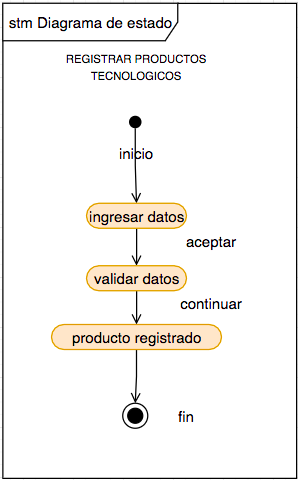 stm Diagrama de estado
REGISTRAR PRODUCTOS
TECNOLOGICOS
inicio
ingresar datos
aceptar
validar datos
continuar
producto registrado
fin